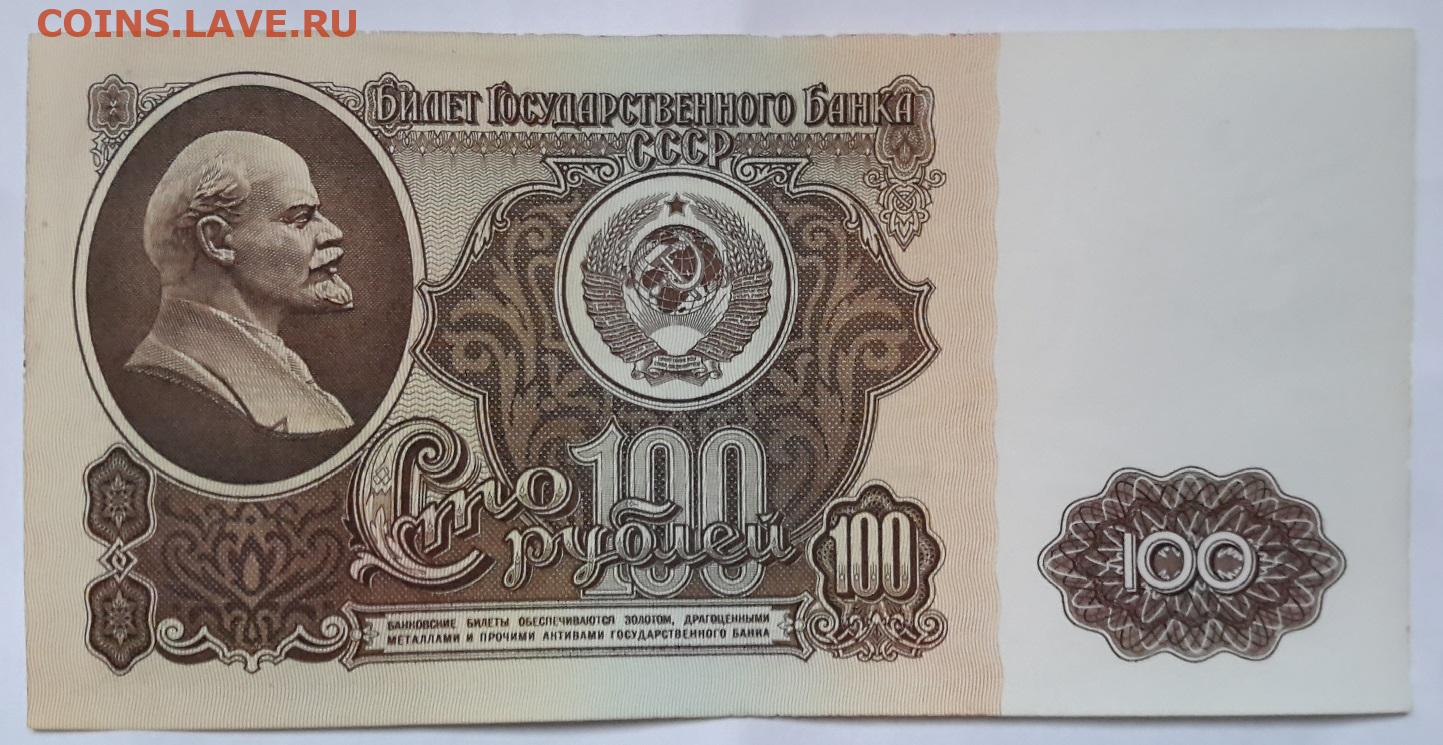 COINS.LAVE.RU
Билет Государственного Банка
СССР
Сто 100
рублей
100
100
БАНКОВСКИЕ БИЛЕТЫ ОБЕСПЕЧИВАЮТСЯ ЗОЛОТОМ, ДРАГОЦЕННЫМИ
МЕТАЛЛАМИ И ПРОЧИМИ АКТИВАМИ ГОСУДАРСТВЕННОГО БАНКА